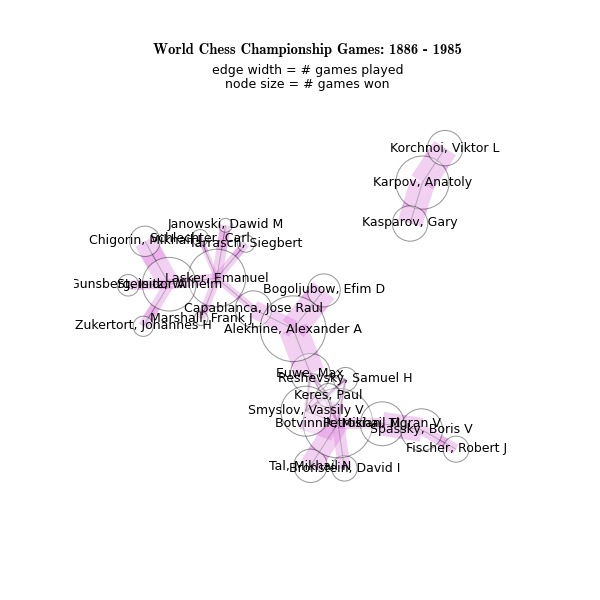 World Chess Championship Games: 1886 - 1985
edge width = # games played
node size = # games won
Korchnoi, Viktor L
Karpov, Anatoly
Kasparov, Gary
Janowski, Dawid M
Chigorin, Mikhail I
Schlechter, Carl
Tarrasch, Siegbert
Lasker, Emanuel
Gunsberg, Isidor A
Steinitz, Wilhelm
Bogoljubow, Efim D
Capablanca, Jose Raul
Marshall, Frank J
Zukertort, Johannes H
Alekhine, Alexander A
Euwe, Max
Reshevsky, Samuel H
Keres, Paul
Smyslov, Vassily V
Botvinnik, Mikhail M
Petrosian, Tigran V
Spassky, Boris V
Fischer, Robert J
Tal, Mikhail N
Bronstein, David I